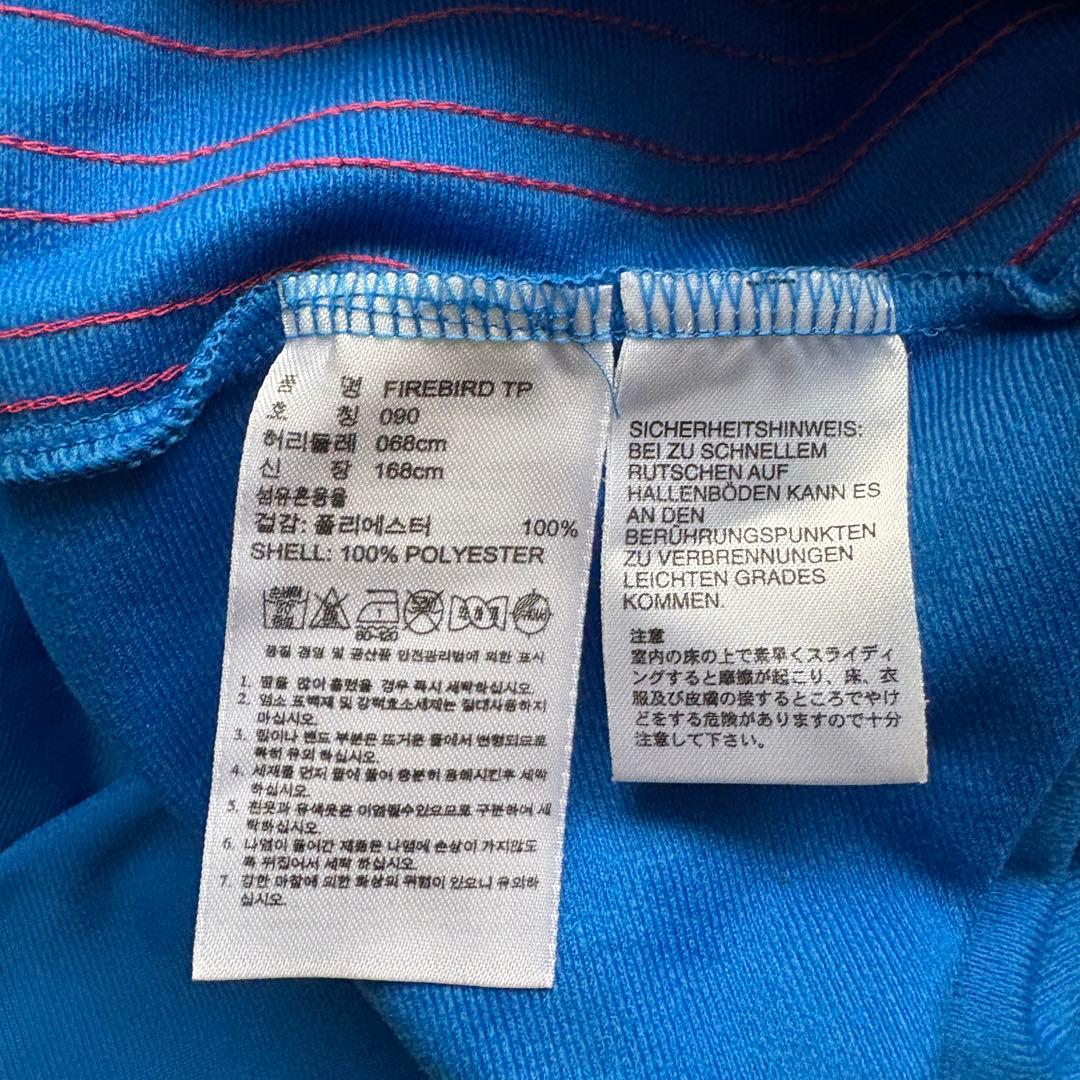 품 명 FIREBIRD TP
호 칭 090
허리둘레 068cm
신 장 168cm
섬유혼용율
겉감: 폴리에스터 100%
SHELL: 100% POLYESTER
80-120
품질 경영 및 공산품 안전관리법에 의한 표시
1. 땀을 많이 흘렸을 경우 즉시 세탁하십시오.
2. 염소 표백제 및 강력효소세제는 절대사용하지
마십시오.
3. 밴드 부분은 뜨거운 물에서 변형되므로
특히 유의 하십시오.
4. 세제를 먼저 물에 풀어 충분히 용해시킨후 세탁
하십시오.
5. 흰옷과 유색옷은 이염될수있으므로 구분하여 세
탁하십시오.
6. 나염이 들어간 제품은 나염에 손상이 가지않도
록 뒤집어서 세탁 하십시오.
7. 강한 마찰에 의한 화상의 위험이 있으니 유의하
십시오.
SICHERHEITSHINWEIS:
BEI ZU SCHNELLEM
RUTSCHEN AUF
HALLENBÖDEN KANN ES
AN DEN
BERÜHRUNGSPUNKTEN
ZU VERBRENNUNGEN
LEICHTEN GRADES
KOMMEN.
注意
室内の床の上で素早くスライディ
ングすると摩擦が起こり、床、衣
服及び皮膚の接するところでやけ
どをする危険がありますので十分
注意して下さい。